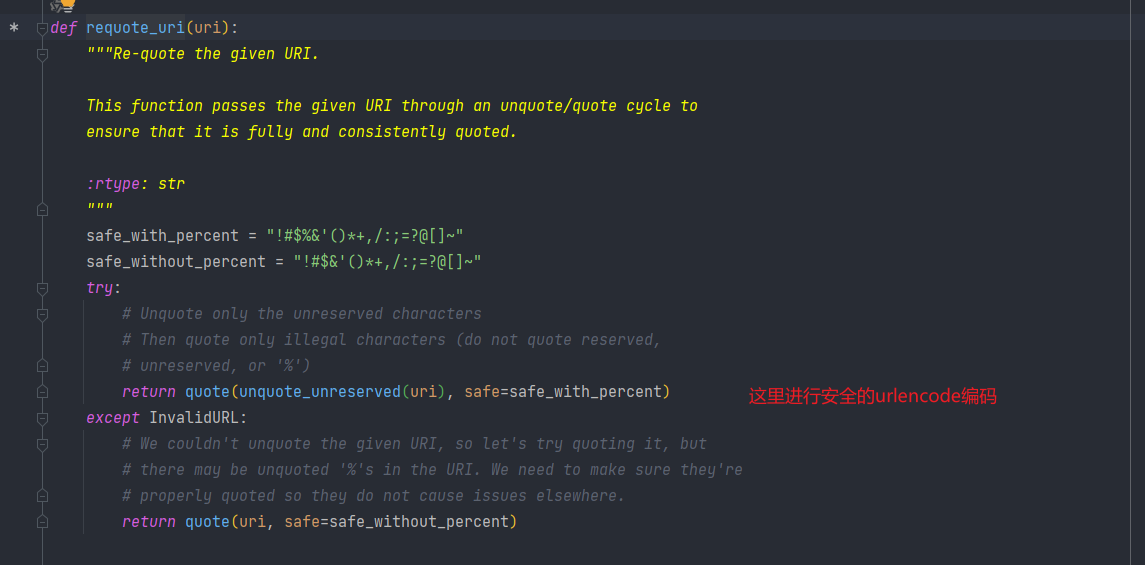 def requote_uri(uri):
"""Re-quote the given URI.
This function passes the given URI through an unquote/quote cycle to
ensure that it is fully and consistently quoted.
:rtype: str
"""
safe_with_percent = "!#$%&'()*+,/:;=?@[]~"
safe_without_percent = "!#$&'()*+,/:;=?@[]~"
try:
# Unquote only the unreserved characters
# Then quote only illegal characters (do not quote reserved,
# unreserved, or '%')
return quote(unquote_unreserved(uri), safe=safe_with_percent) 这里进行安全的urlencode编码
except InvalidURL:
# We couldn't unquote the given URI, so let's try quoting it, but
# there may be unquoted '%'s in the URI. We need to make sure they're
# properly quoted so they do not cause issues elsewhere.
return quote(uri, safe=safe_without_percent)